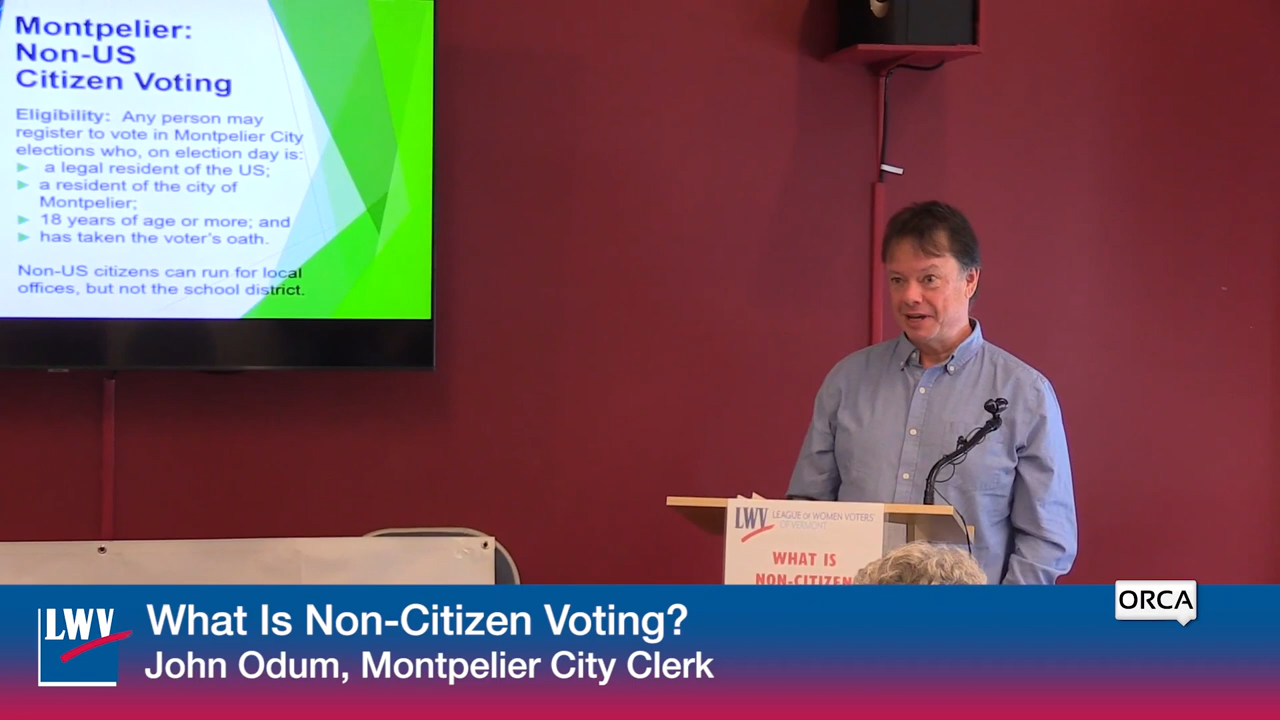 Montpelier:
Non-US
Citizen Voting
Eligibility: Any person may
register to vote in Montpelier City
elections who, on election day is:
a legal resident of the US;
a resident of the city of
Montpelier;
18 years of age or more; and
has taken the voter's oath.
Non-US citizens can run for local
offices, but not the school district.
LWV LEAGUE OF WOMEN VOTERS®
OF VERMONT
WHAT IS
NON-CITIZEN
ORCA
LWV
What Is Non-Citizen Voting?
John Odum, Montpelier City Clerk